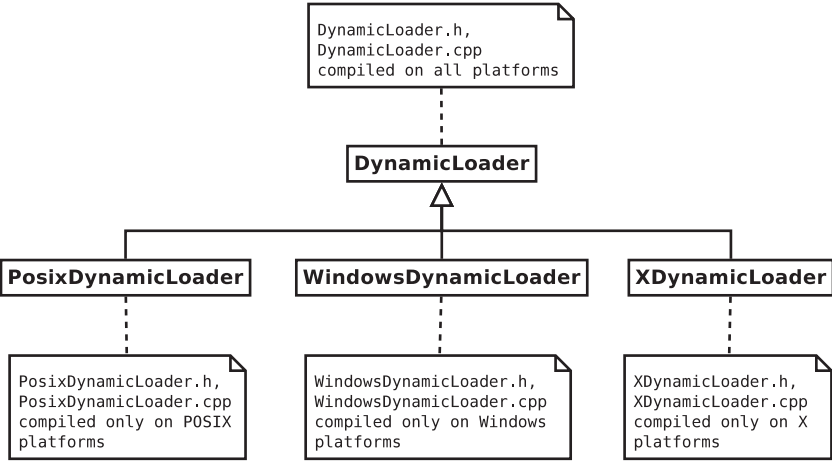 DynamicLoader.h,
DynamicLoader.cpp
compiled on all platforms
DynamicLoader
PosixDynamicLoader
WindowsDynamicLoader
XDynamicLoader
PosixDynamicLoader.h,
PosixDynamicLoader.cpp
compiled only on POSIX
platforms
WindowsDynamicLoader.h,
WindowsDynamicLoader.cpp
compiled only on Windows
platforms
XDynamicLoader.h,
XDynamicLoader.cpp
compiled only on X
platforms